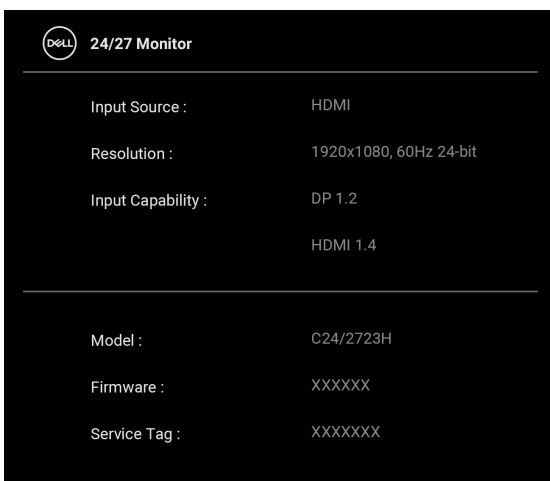 DELL 24/27 Monitor
Input Source : HDMI
Resolution : 1920x1080, 60Hz 24-bit
Input Capability : DP 1.2
HDMI 1.4
Model : C24/2723H
Firmware : XXXXXX
Service Tag : XXXXXXX